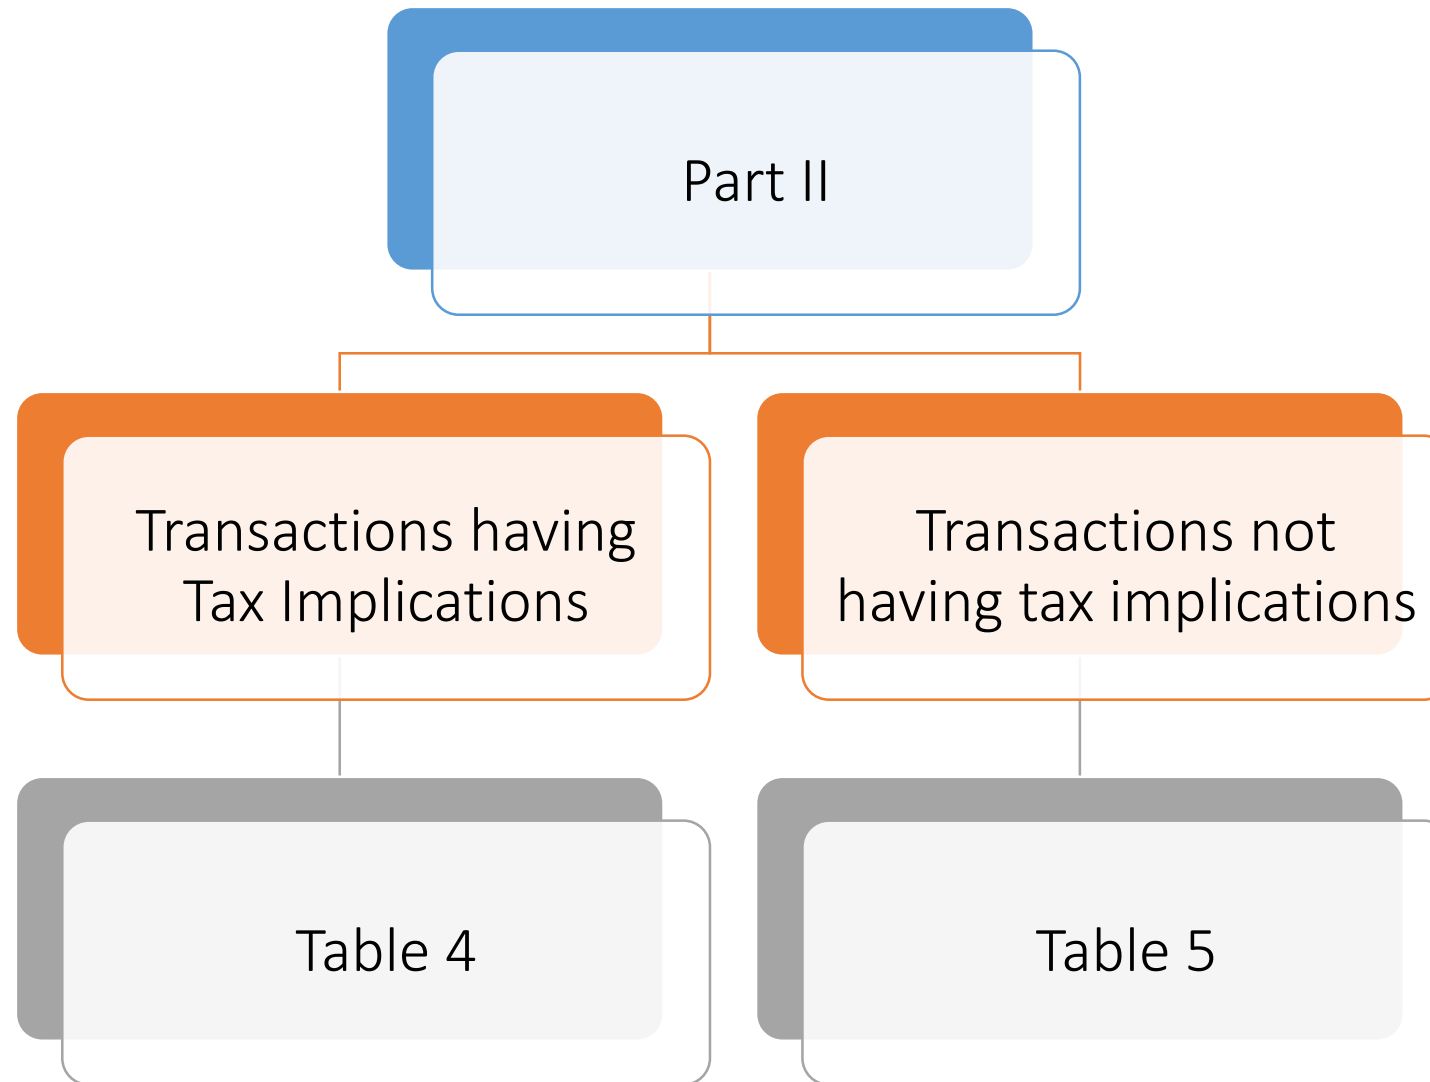 Part II
Transactions having
Tax Implications
Transactions not
having tax implications
Table 4
Table 5